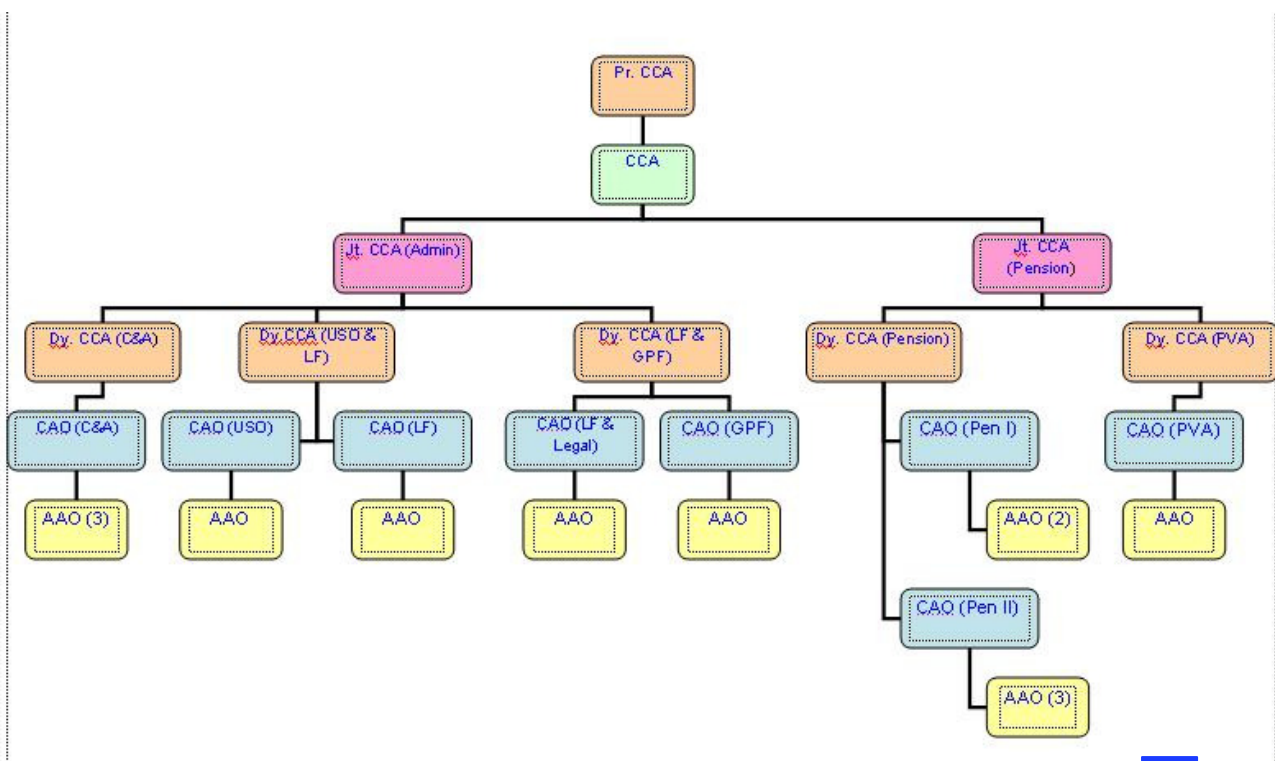 Pr. CCA
CCA
Jt. CCA (Admin)
Jt. CCA
(Pension)
Dy. CCA (C&A)
Dy.CCA (USO &
LF)
Dy. CCA (LF &
GPF)
Dy. CCA (Pension)
Dy. CCA (PVA)
CAO (C&A)
CAO (USO)
CAO (LF)
CAO (LF &
Legal)
CAO (GPF)
CAO (Pen I)
CAO (PVA)
AAO (3)
AAO
AAO
AAO
AAO
AAO (2)
AAO
CAO (Pen II)
AAO (3)